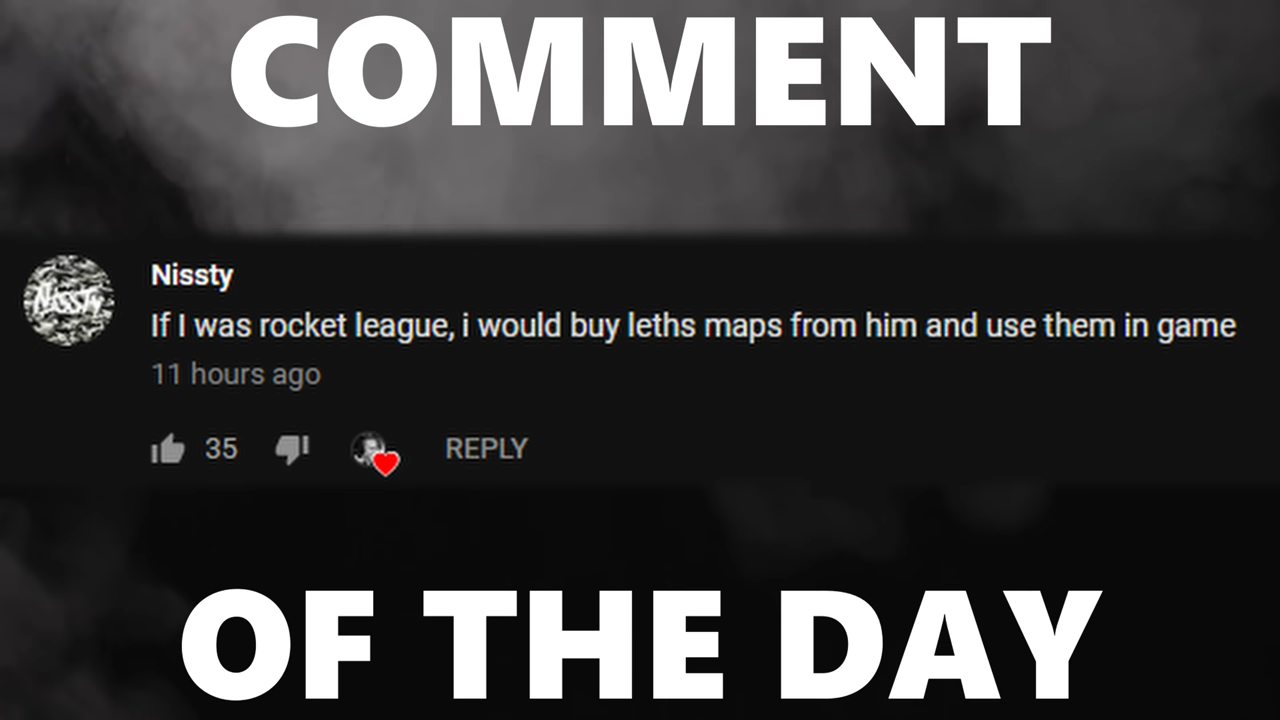 COMMENT
Nissty
NISSTY
If I was rocket league, i would buy leths maps from him and use them in game
11 hours ago
35 REPLY
OF THE DAY